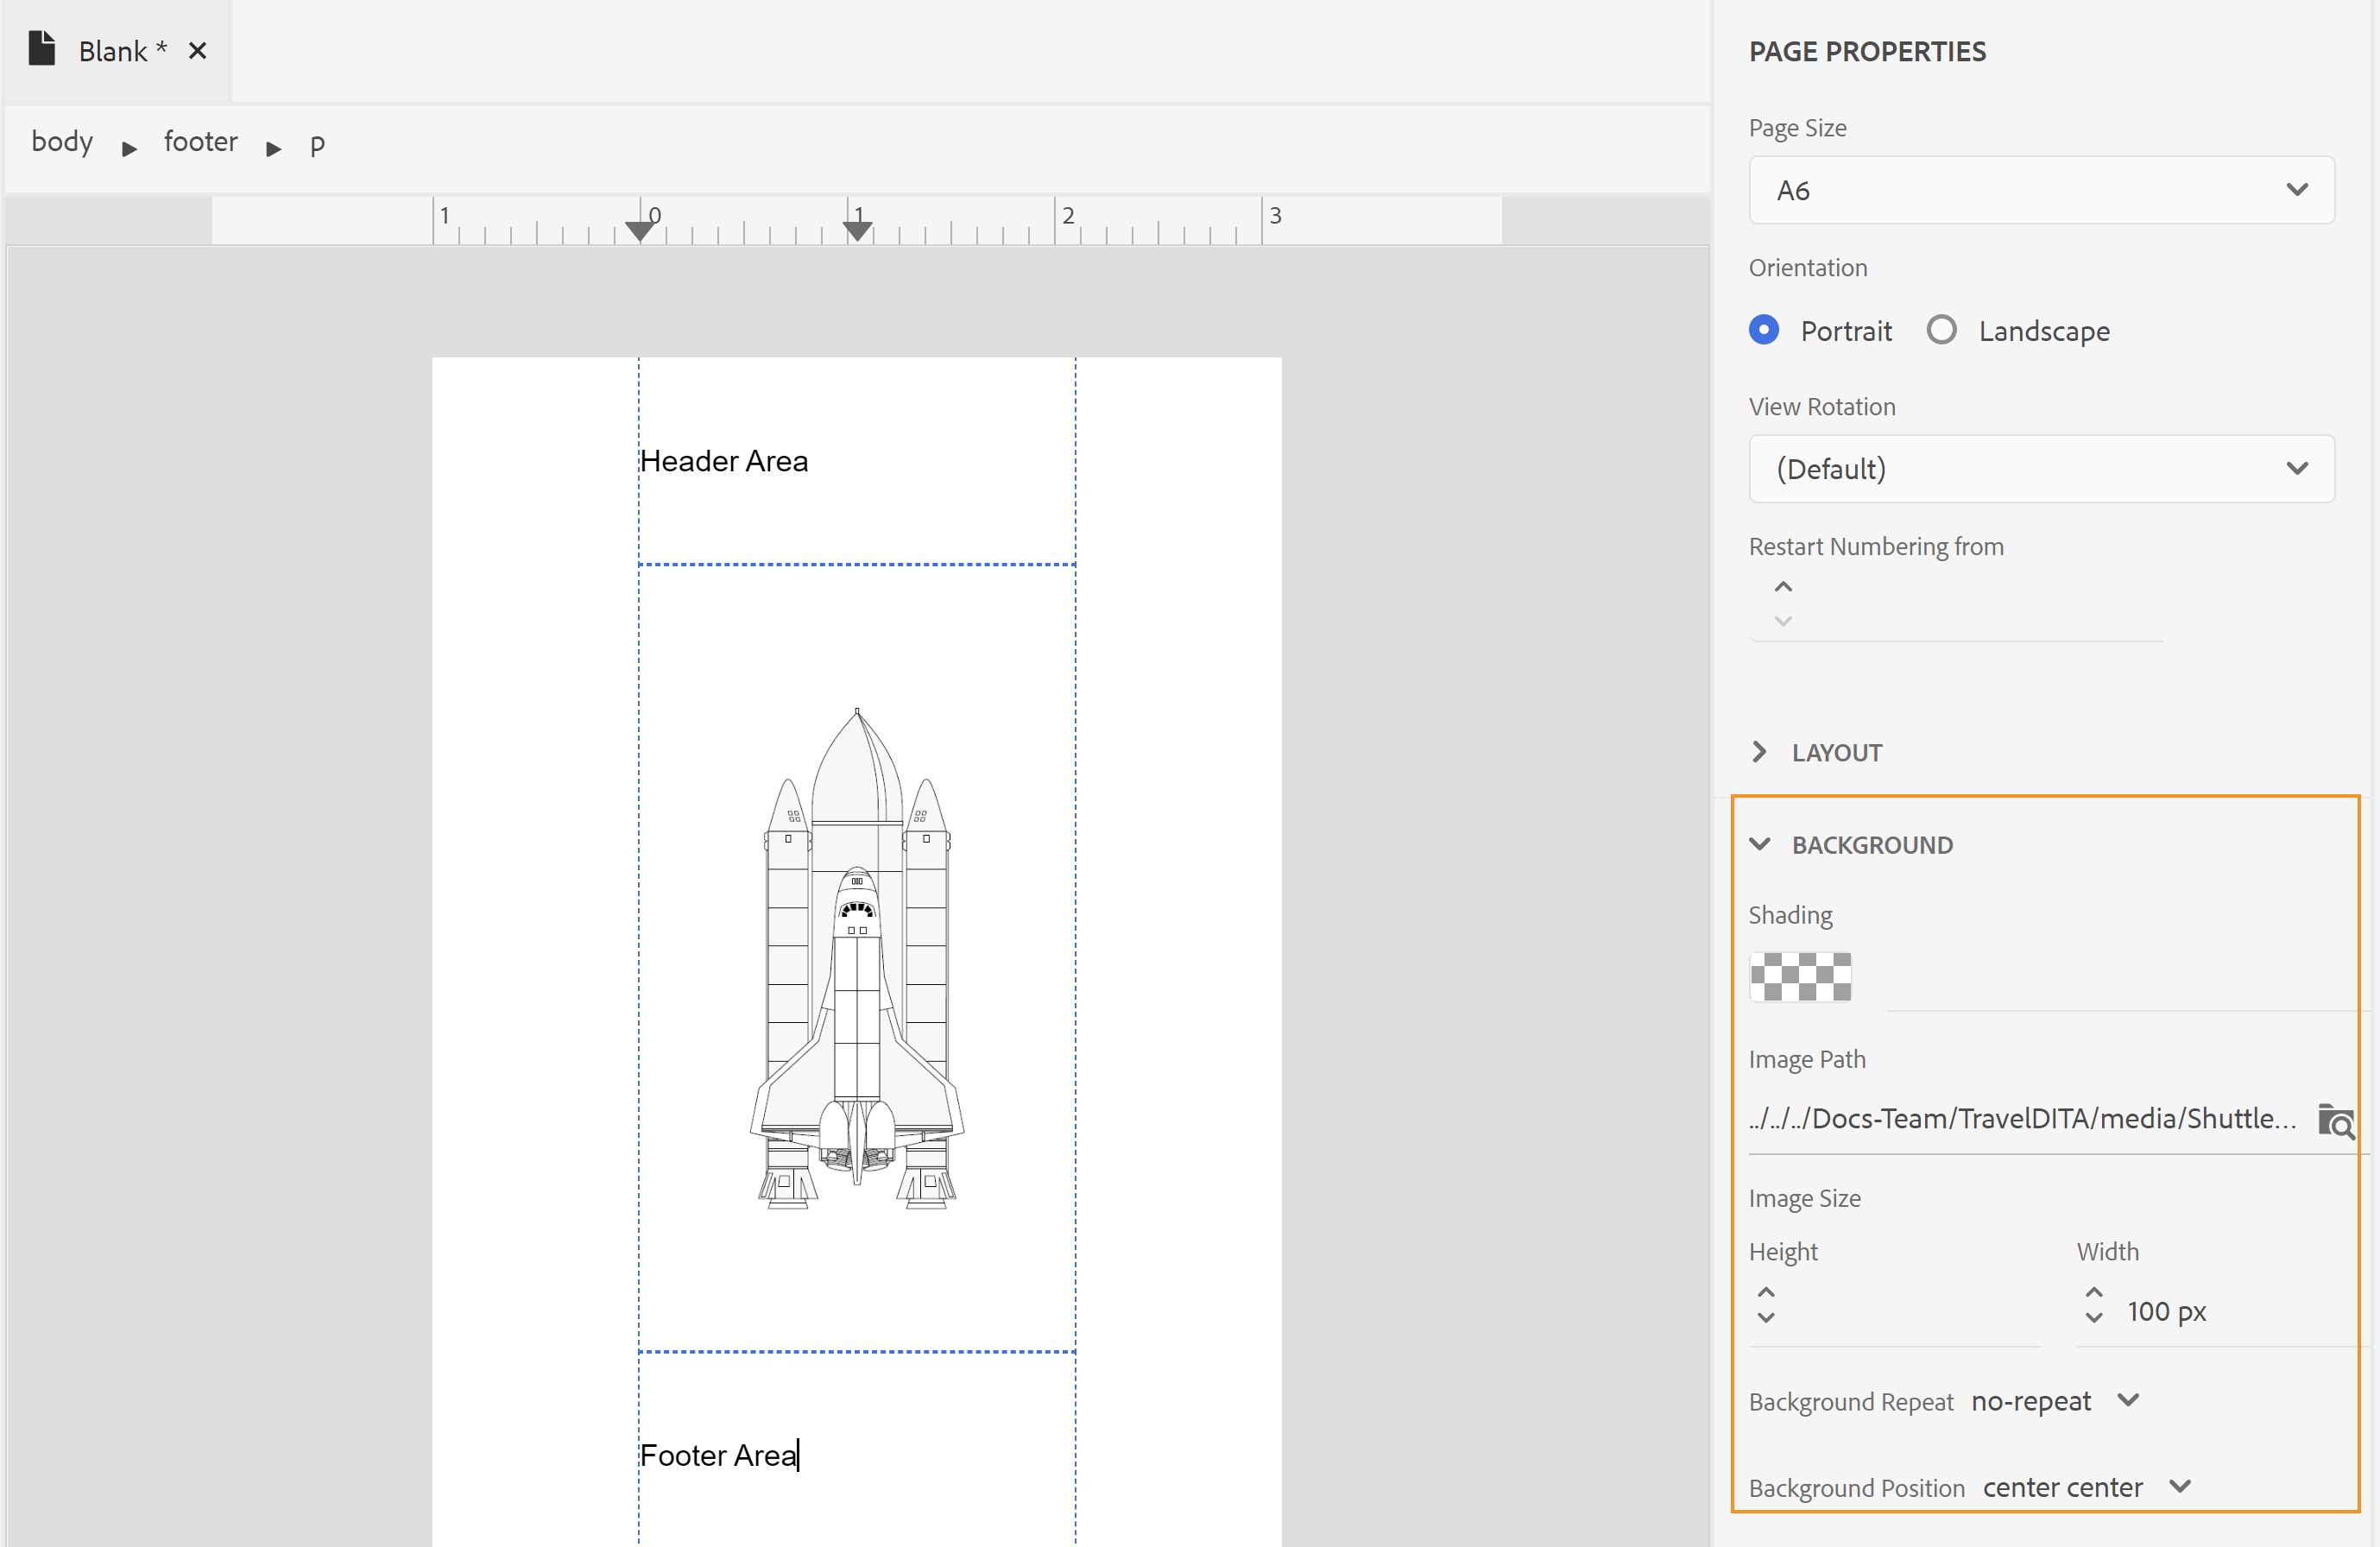 Blank *
body footer p
1 0 1 2 3
Header Area
Footer Area
PAGE PROPERTIES
Page Size
A6
Orientation
Portrait Landscape
View Rotation
(Default)
Restart Numbering from
LAYOUT
BACKGROUND
Shading
Image Path
../../../Docs-Team/TravelDITA/media/Shuttle...
Image Size
Height Width
100 px
Background Repeat no-repeat
Background Position center center